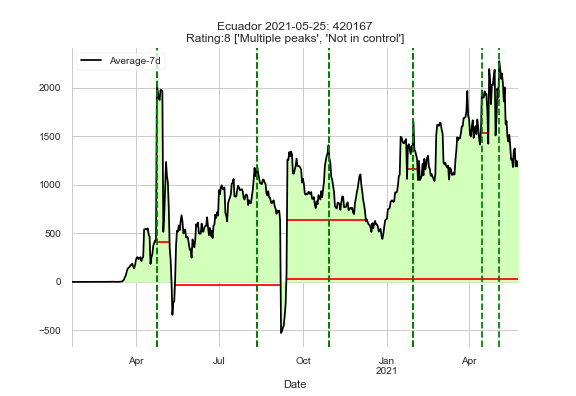 Ecuador 2021-05-25: 420167
Rating:8 ['Multiple peaks', 'Not in control']
Average-7d
2000
1500
1000
500
0
−500
Apr
Jul
Oct
Jan
2021
Apr
Date